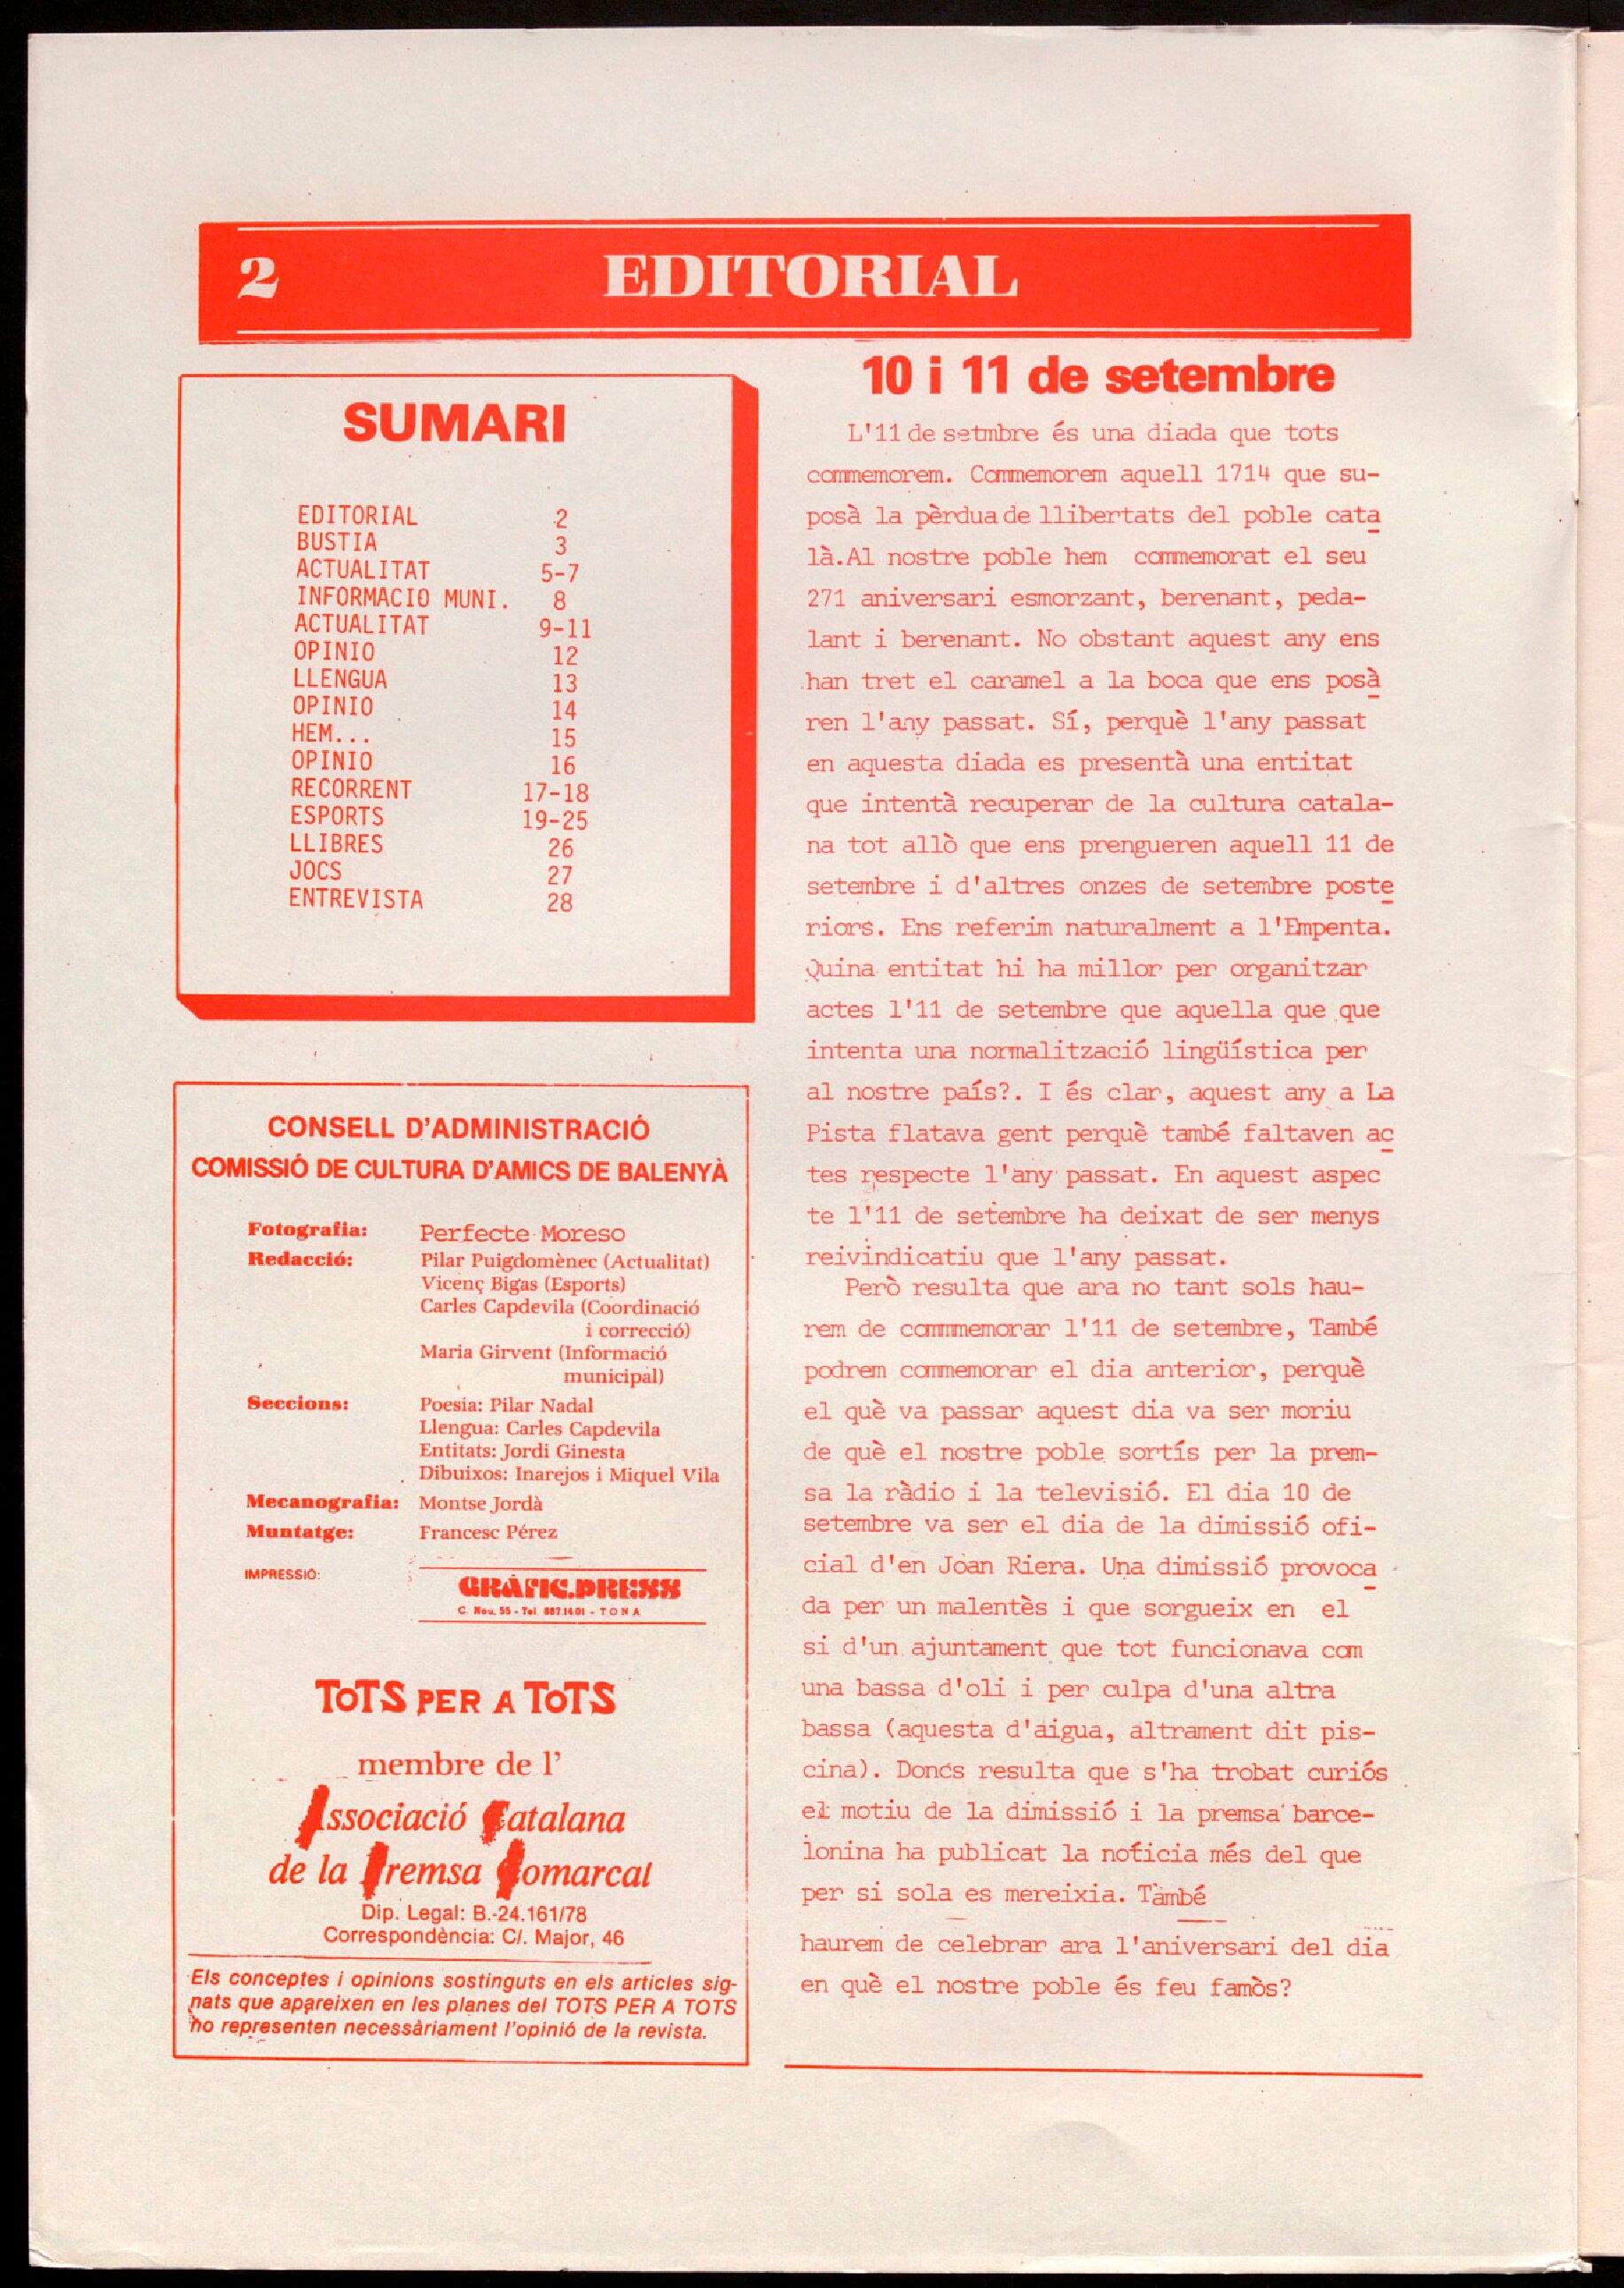 2
EDITORIAL
SUMARI
EDITORIAL 2
BUSTIA 3
ACTUALITAT 5-7
INFORMACIO MUNI. 8
ACTUALITAT 9-11
OPINIO 12
LLENGUA 13
OPINIO 14
HEM... 15
OPINIO 16
RECORRENT 17-18
ESPORTS 19-25
LLIBRES 26
JOCS 27
ENTREVISTA 28
CONSELL D'ADMINISTRACIÓ
COMISSIÓ DE CULTURA D'AMICS DE BALENYÀ
Fotografia: Perfecte Moreso
Redacció: Pilar Puigdomènec (Actualitat)
Vicenç Bigas (Esports)
Carles Capdevila (Coordinació
i correcció)
Maria Girvent (Informació
municipal)
Seccions: Poesia: Pilar Nadal
Llengua: Carles Capdevila
Entitats: Jordi Ginesta
Dibuixos: Inarejos i Miquel Vila
Mecanografia: Montse Jordà
Muntatge: Francesc Pérez
IMPRESSIÓ: GRÀFIC.PRESS
C. Nou, 55 - Tel. 887.14.01 - TONA
TOTS PER A TOTS
membre de l'
Associació Catalana
de la Premsa Comarcal
Dip. Legal: B.-24.161/78
Correspondència: C/. Major, 46
Els conceptes i opinions sostinguts en els articles sig-
nats que apareixen en les planes del TOTS PER A TOTS
no representen necessàriament l'opinió de la revista.
10 i 11 de setembre
L'11 de setmbre és una diada que tots
commemorem. Commemorem aquell 1714 que su-
posà la pèrdua de llibertats del poble cata
là.Al nostre poble hem commemorat el seu
271 aniversari esmorzant, berenant, peda-
lant i berenant. No obstant aquest any ens
han tret el caramel a la boca que ens posà
ren l'any passat. Sí, perquè l'any passat
en aquesta diada es presentà una entitat
que intentà recuperar de la cultura catala-
na tot allò que ens prengueren aquell 11 de
setembre i d'altres onzes de setembre poste
riors. Ens referim naturalment a l'Empenta.
Quina entitat hi ha millor per organitzar
actes l'11 de setembre que aquella que que
intenta una normalització lingüística per
al nostre país?. I és clar, aquest any a La
Pista flatava gent perquè també faltaven ac
tes respecte l'any passat. En aquest aspec
te l'11 de setembre ha deixat de ser menys
reivindicatiu que l'any passat.
Però resulta que ara no tant sols hau-
rem de commmemorar l'11 de setembre, També
podrem commemorar el dia anterior, perquè
el què va passar aquest dia va ser moriu
de què el nostre poble sortís per la prem-
sa la ràdio i la televisió. El dia 10 de
setembre va ser el dia de la dimissió ofi-
cial d'en Joan Riera. Una dimissió provoca
da per un malentès i que sorgueix en el
si d'un ajuntament que tot funcionava com
una bassa d'oli i per culpa d'una altra
bassa (aquesta d'aigua, altrament dit pis-
cina). Doncs resulta que s'ha trobat curiós
el motiu de la dimissió i la premsa barce-
lonina ha publicat la notícia més del que
per si sola es mereixia. També
haurem de celebrar ara l'aniversari del dia
en què el nostre poble és feu famòs?